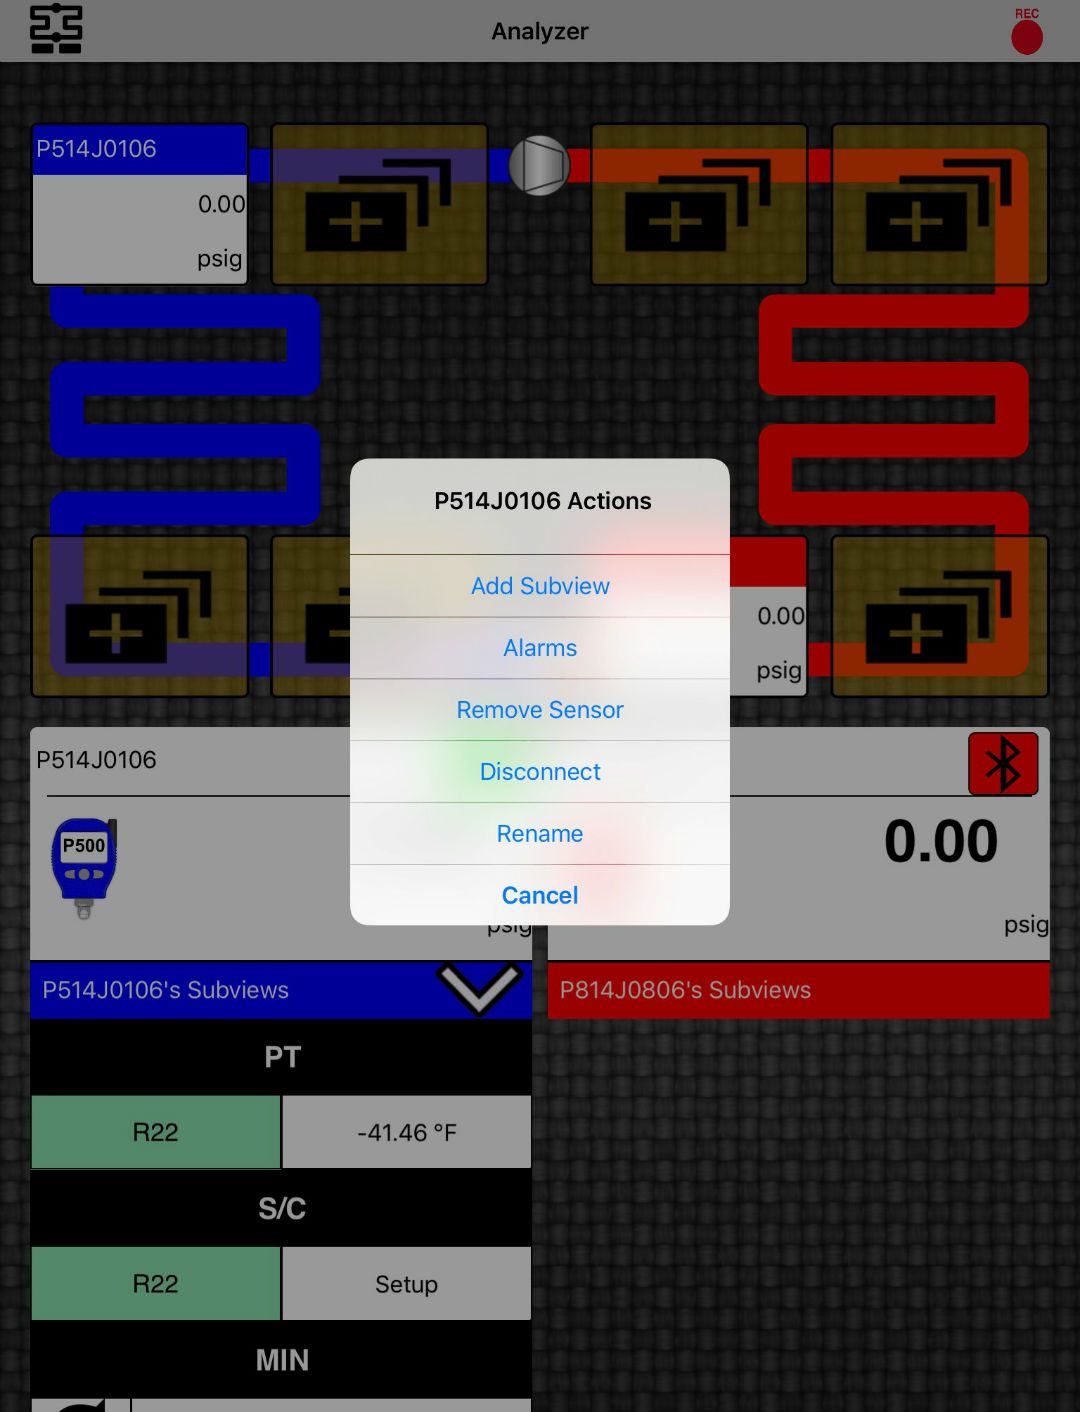 Analyzer
REC
P514J0106
0.00
psig
P514J0106 Actions
Add Subview
Alarms
Remove Sensor
Disconnect
Rename
Cancel
0.00
psig
P514J0106
P500
psig
0.00
psig
P514J0106's Subviews
P814J0806's Subviews
PT
R22
-41.46 °F
S/C
R22
Setup
MIN